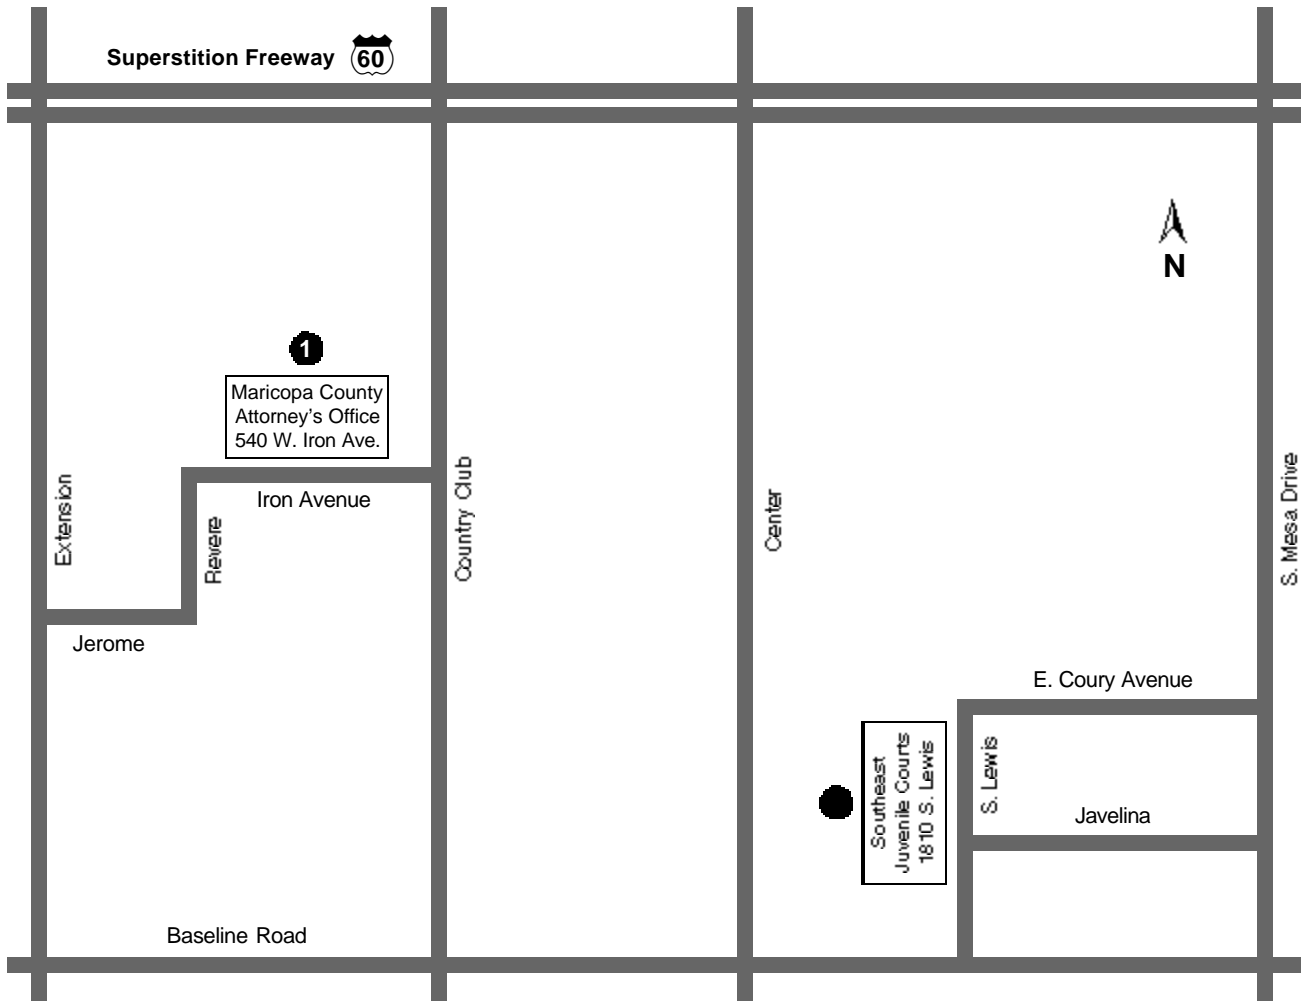 Superstition Freeway 60
N
1
Maricopa County
Attorney's Office
540 W. Iron Ave.
Iron Avenue
Extension
Revere
Country Club
Center
S. Mesa Drive
Jerome
E. Coury Avenue
Southeast
Juvenile Courts
1810 S. Lewis
S. Lewis
Javelina
Baseline Road